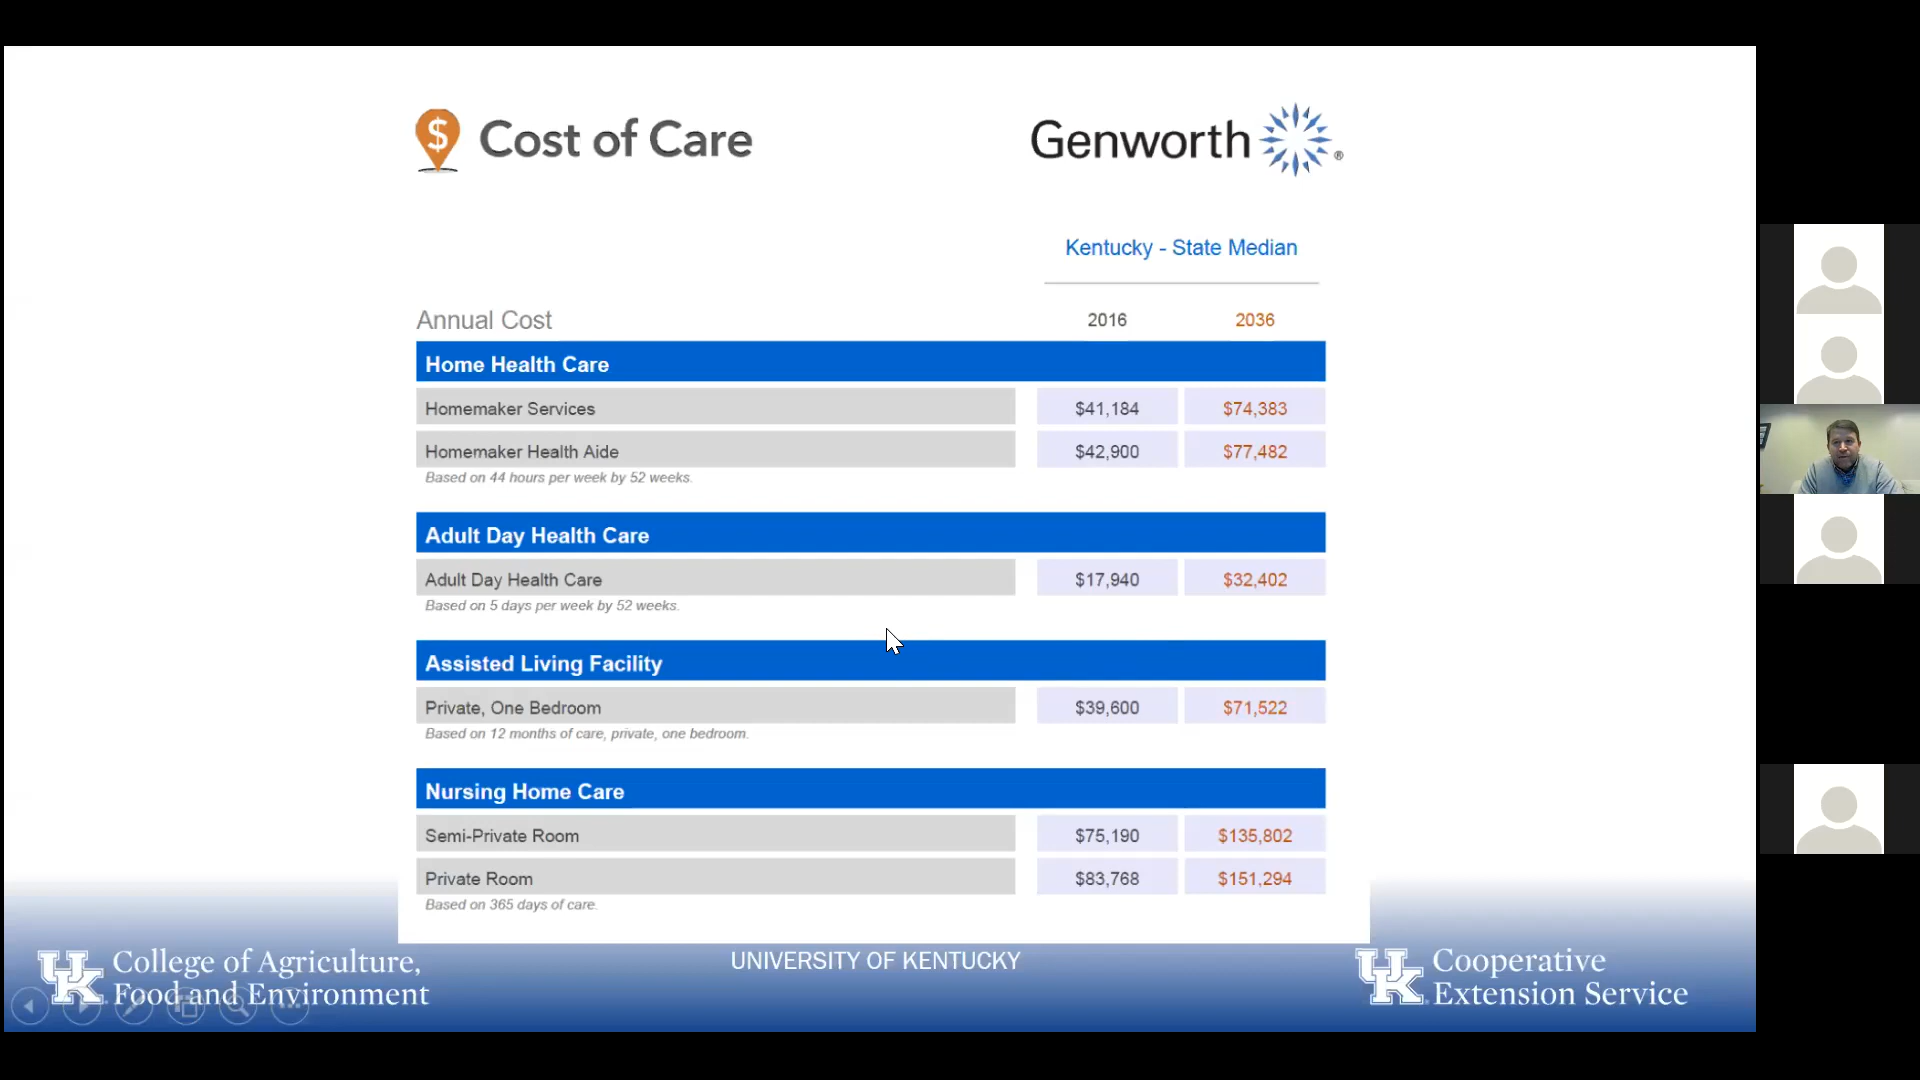 $ Cost of Care
Genworth ®
Kentucky - State Median
Annual Cost 2016 2036
Home Health Care
Homemaker Services $41,184 $74,383
Homemaker Health Aide $42,900 $77,482
Based on 44 hours per week by 52 weeks.
Adult Day Health Care
Adult Day Health Care $17,940 $32,402
Based on 5 days per week by 52 weeks.
Assisted Living Facility
Private, One Bedroom $39,600 $71,522
Based on 12 months of care, private, one bedroom.
Nursing Home Care
Semi-Private Room $75,190 $135,802
Private Room $83,768 $151,294
Based on 365 days of care.
UK College of Agriculture,
Food and Environment
UNIVERSITY OF KENTUCKY
UK Cooperative
Extension Service